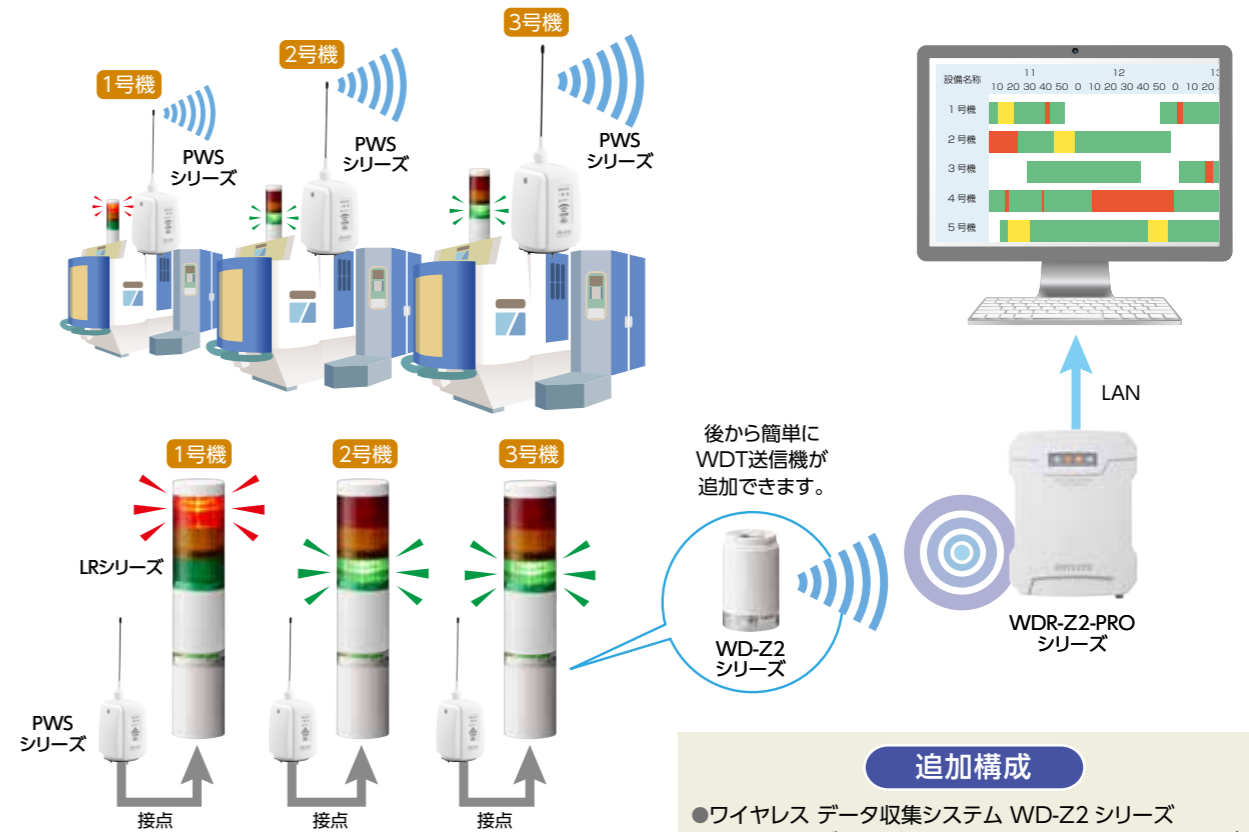 1号機
2号機
3号機
PWS
シリーズ
PWS
シリーズ
PWS
シリーズ
設備名称
11 12
10 20 30 40 50 0 10 20 30 40 50 0 10 20
1号機
2号機
3号機
4号機
5号機
LAN
1号機
2号機
3号機
LRシリーズ
PWS
シリーズ
接点
接点
接点
後から簡単に
WDT送信機が
追加できます。
WD-Z2
シリーズ
WDR-Z2-PRO
シリーズ
追加構成
●ワイヤレス データ収集システム WD-Z2 シリーズ